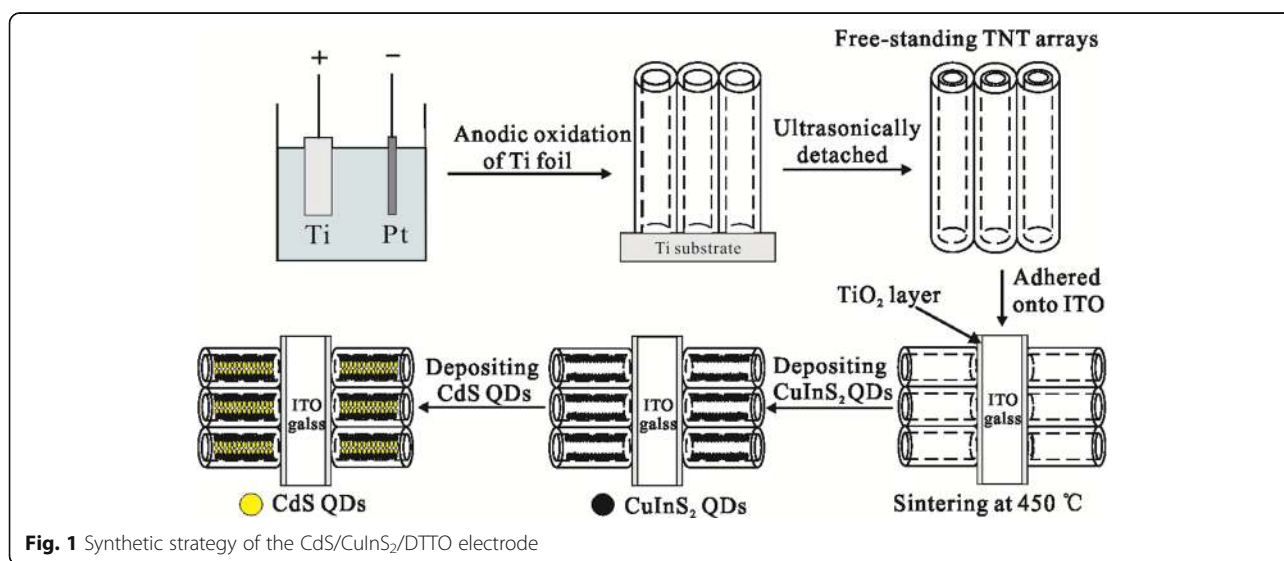 Free-standing TNT arrays
+
−
Anodic oxidation
of Ti foil
Ultrasonically
detached
Ti
Pt
Ti substrate
Adhered
onto ITO
TiO₂ layer
ITO
galss
Sintering at 450 ℃
Depositing
CuInS₂ QDs
ITO
galss
CuInS₂ QDs
Depositing
CdS QDs
ITO
galss
CdS QDs
Fig. 1 Synthetic strategy of the CdS/CuInS₂/DTTO electrode